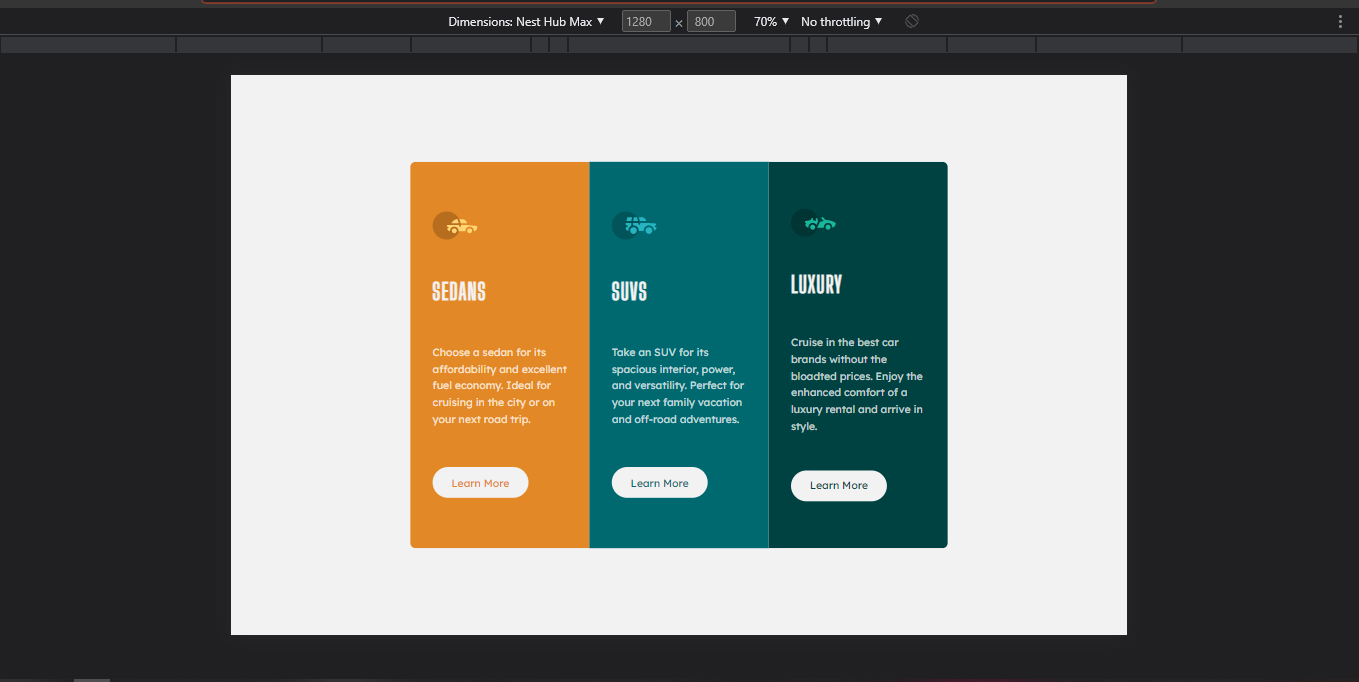 Dimensions: Nest Hub Max ▼ 1280 × 800 70% ▼ No throttling ▼
SEDANS
Choose a sedan for its
affordability and excellent
fuel economy. Ideal for
cruising in the city or on
your next road trip.
Learn More
SUVS
Take an SUV for its
spacious interior, power,
and versatility. Perfect for
your next family vacation
and off-road adventures.
Learn More
LUXURY
Cruise in the best car
brands without the
bloadted prices. Enjoy the
enhanced comfort of a
luxury rental and arrive in
style.
Learn More